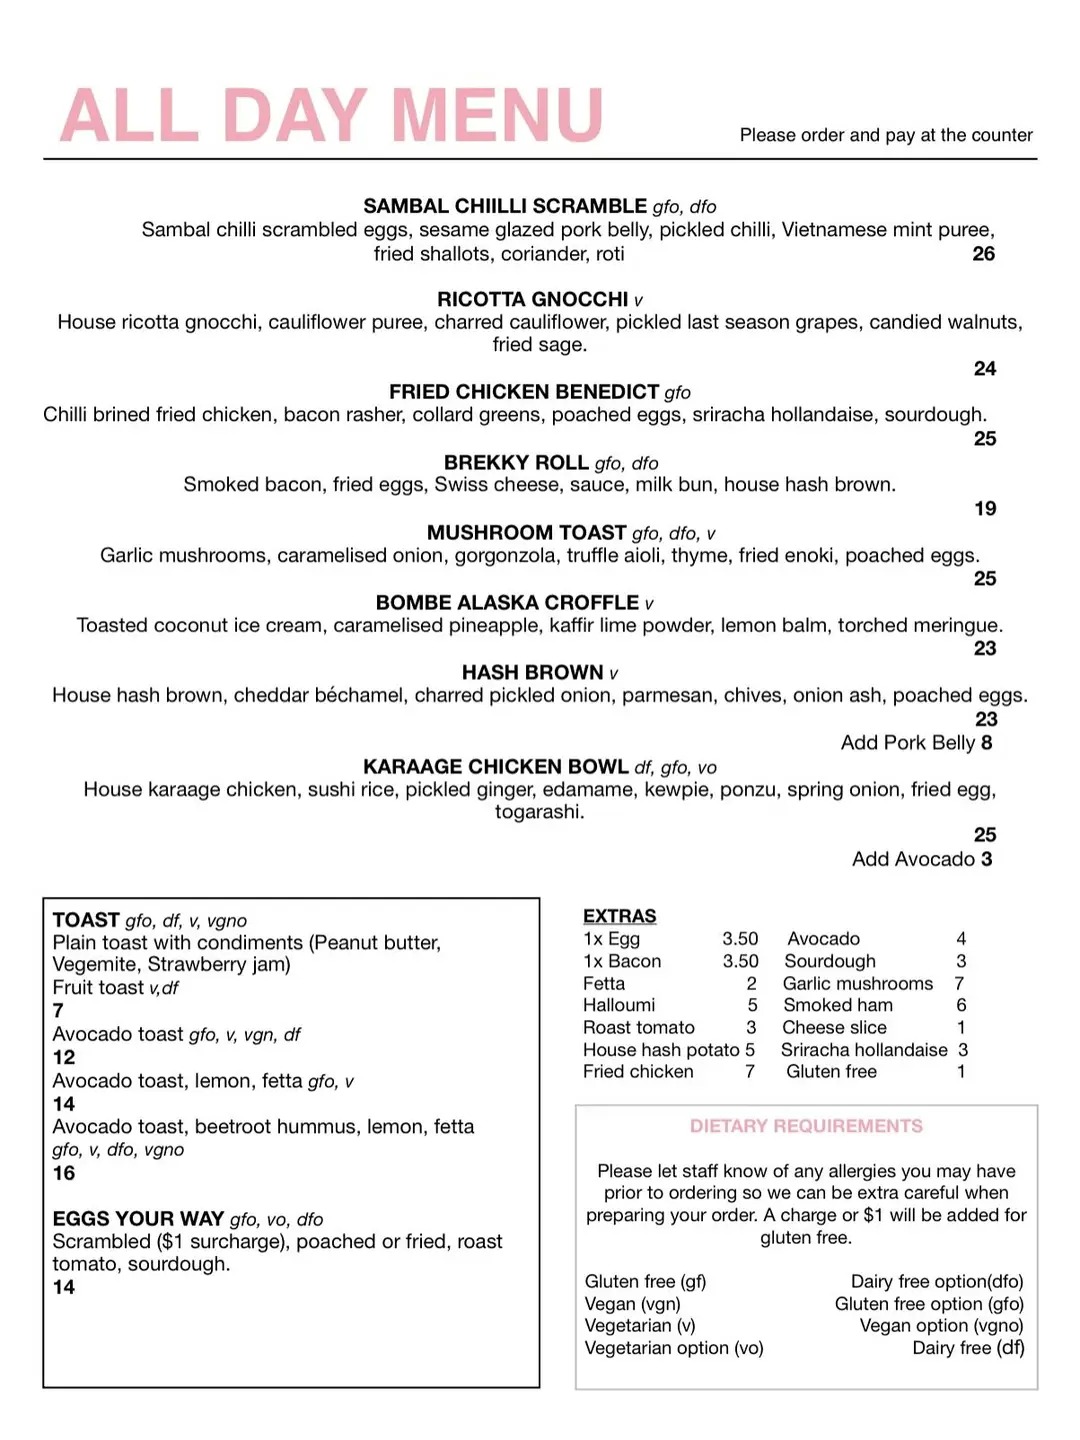 ALL DAY MENU
Please order and pay at the counter
SAMBAL CHIILLI SCRAMBLE gfo, dfo
Sambal chilli scrambled eggs, sesame glazed pork belly, pickled chilli, Vietnamese mint puree,
fried shallots, coriander, roti 26
RICOTTA GNOCCHI v
House ricotta gnocchi, cauliflower puree, charred cauliflower, pickled last season grapes, candied walnuts,
fried sage.
24
FRIED CHICKEN BENEDICT gfo
Chilli brined fried chicken, bacon rasher, collard greens, poached eggs, sriracha hollandaise, sourdough.
25
BREKKY ROLL gfo, dfo
Smoked bacon, fried eggs, Swiss cheese, sauce, milk bun, house hash brown.
19
MUSHROOM TOAST gfo, dfo, v
Garlic mushrooms, caramelised onion, gorgonzola, truffle aioli, thyme, fried enoki, poached eggs.
25
BOMBE ALASKA CROFFLE v
Toasted coconut ice cream, caramelised pineapple, kaffir lime powder, lemon balm, torched meringue.
23
HASH BROWN v
House hash brown, cheddar béchamel, charred pickled onion, parmesan, chives, onion ash, poached eggs.
23
Add Pork Belly 8
KARAAGE CHICKEN BOWL df, gfo, vo
House karaage chicken, sushi rice, pickled ginger, edamame, kewpie, ponzu, spring onion, fried egg,
togarashi.
25
Add Avocado 3
TOAST gfo, df, v, vgno
Plain toast with condiments (Peanut butter,
Vegemite, Strawberry jam)
Fruit toast v,df
7
Avocado toast gfo, v, vgn, df
12
Avocado toast, lemon, fetta gfo, v
14
Avocado toast, beetroot hummus, lemon, fetta
gfo, v, dfo, vgno
16
EGGS YOUR WAY gfo, vo, dfo
Scrambled ($1 surcharge), poached or fried, roast
tomato, sourdough.
14
EXTRAS
1x Egg 3.50 Avocado 4
1x Bacon 3.50 Sourdough 3
Fetta 2 Garlic mushrooms 7
Halloumi 5 Smoked ham 6
Roast tomato 3 Cheese slice 1
House hash potato 5 Sriracha hollandaise 3
Fried chicken 7 Gluten free 1
DIETARY REQUIREMENTS
Please let staff know of any allergies you may have
prior to ordering so we can be extra careful when
preparing your order. A charge or $1 will be added for
gluten free.
Gluten free (gf) Dairy free option(dfo)
Vegan (vgn) Gluten free option (gfo)
Vegetarian (v) Vegan option (vgno)
Vegetarian option (vo) Dairy free (df)